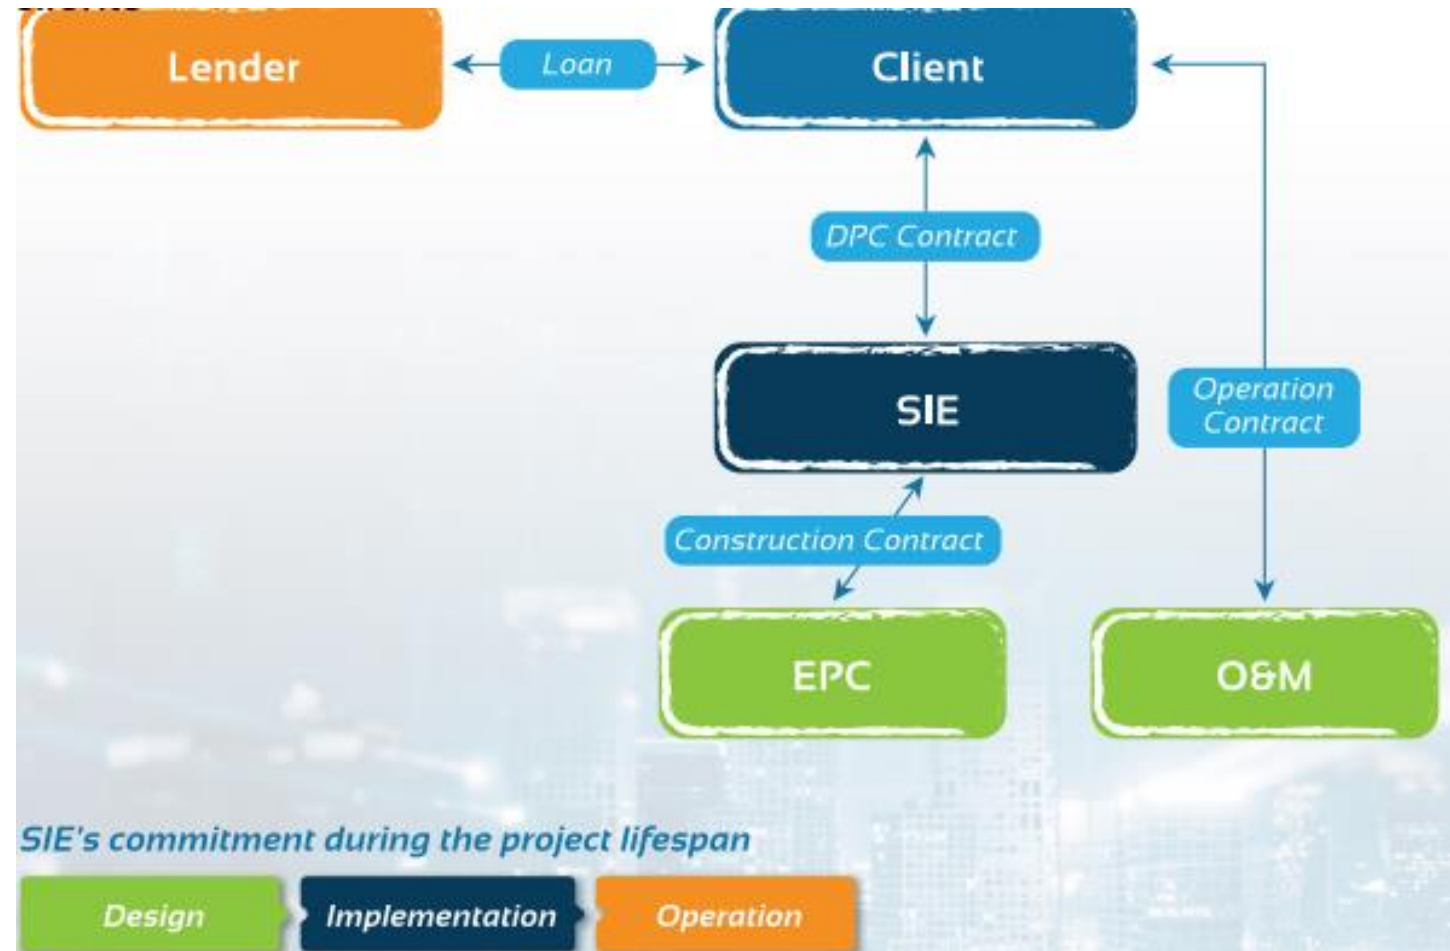 Lender
Loan
Client
DPC Contract
SIE
Operation
Contract
Construction Contract
EPC
O&M
SIE's commitment during the project lifespan
Design
Implementation
Operation